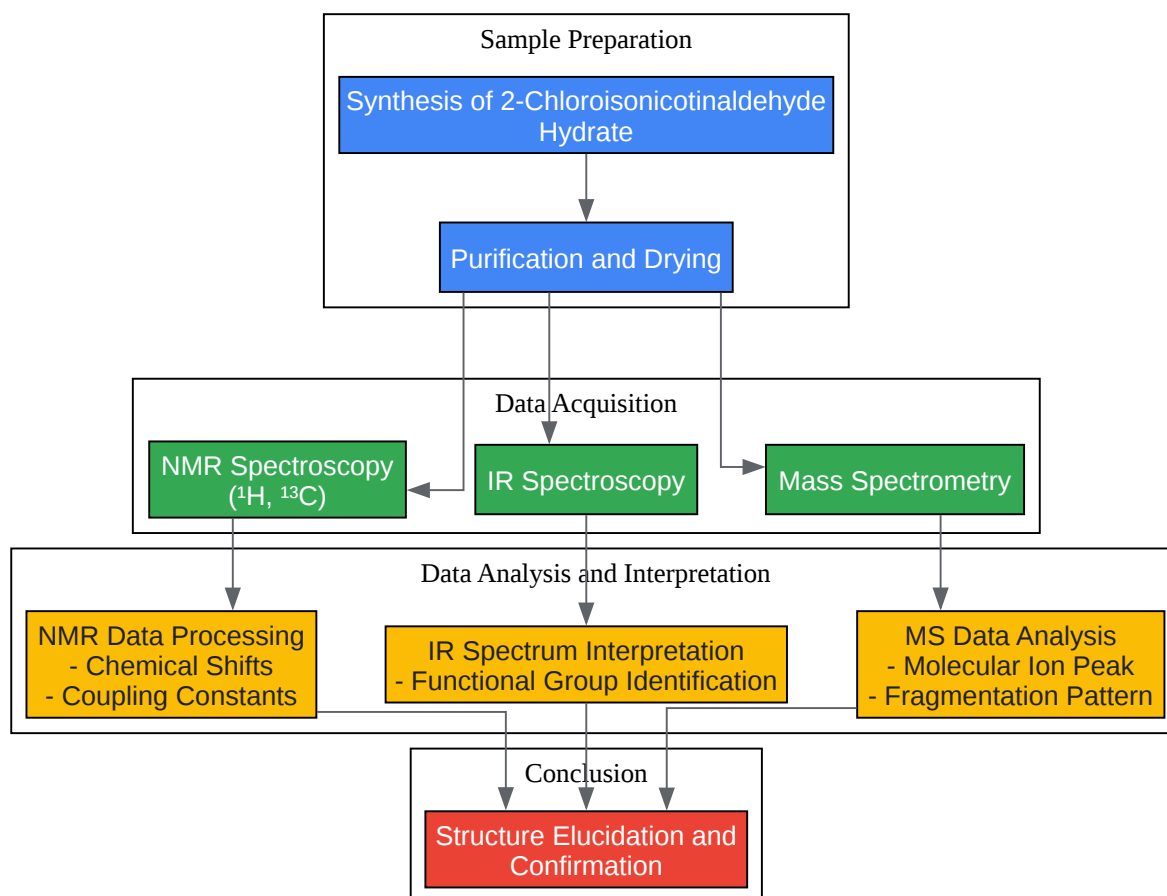 Sample Preparation
Synthesis of 2-Chloroisonicotinaldehyde
Hydrate
Purification and Drying
Data Acquisition
NMR Spectroscopy
(¹H, ¹³C)
IR Spectroscopy
Mass Spectrometry
Data Analysis and Interpretation
NMR Data Processing
- Chemical Shifts
- Coupling Constants
IR Spectrum Interpretation
- Functional Group Identification
MS Data Analysis
- Molecular Ion Peak
- Fragmentation Pattern
Conclusion
Structure Elucidation and
Confirmation